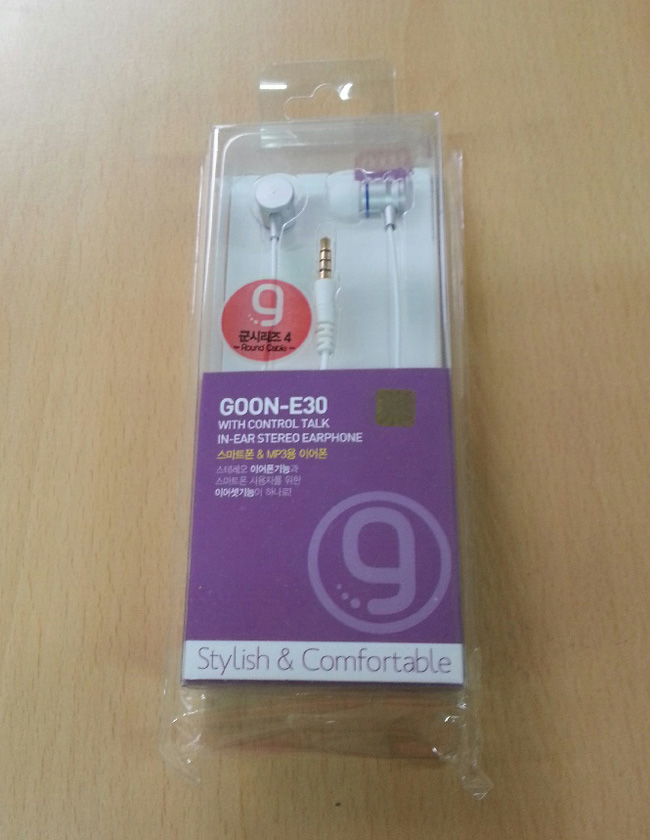 g
군시리즈 4
- Round Cable -
GOON-E30
WITH CONTROL TALK
IN-EAR STEREO EARPHONE
스마트폰 & MP3용 이어폰
스테레오 이어폰기능과
스마트폰 사용자를 위한
이어셋기능이 하나로!
g
Stylish & Comfortable